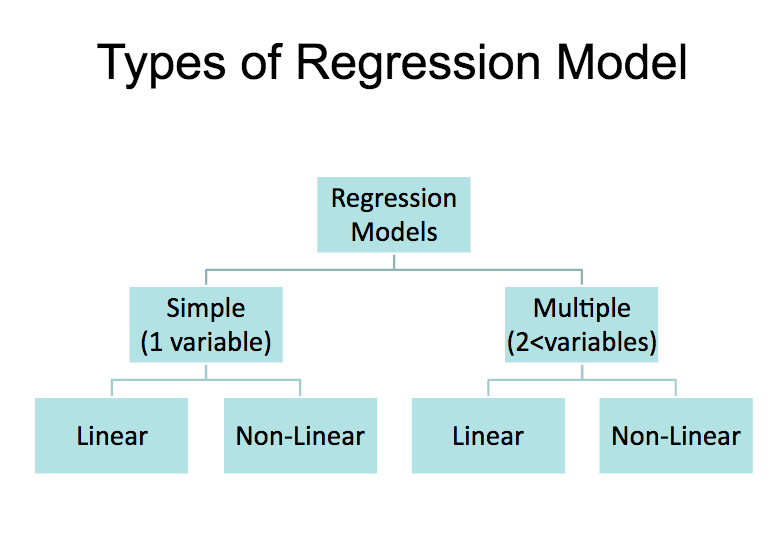 Types of Regression Model
Regression
Models
Simple
(1 variable)
Multiple
(2<variables)
Linear
Non-Linear
Linear
Non-Linear